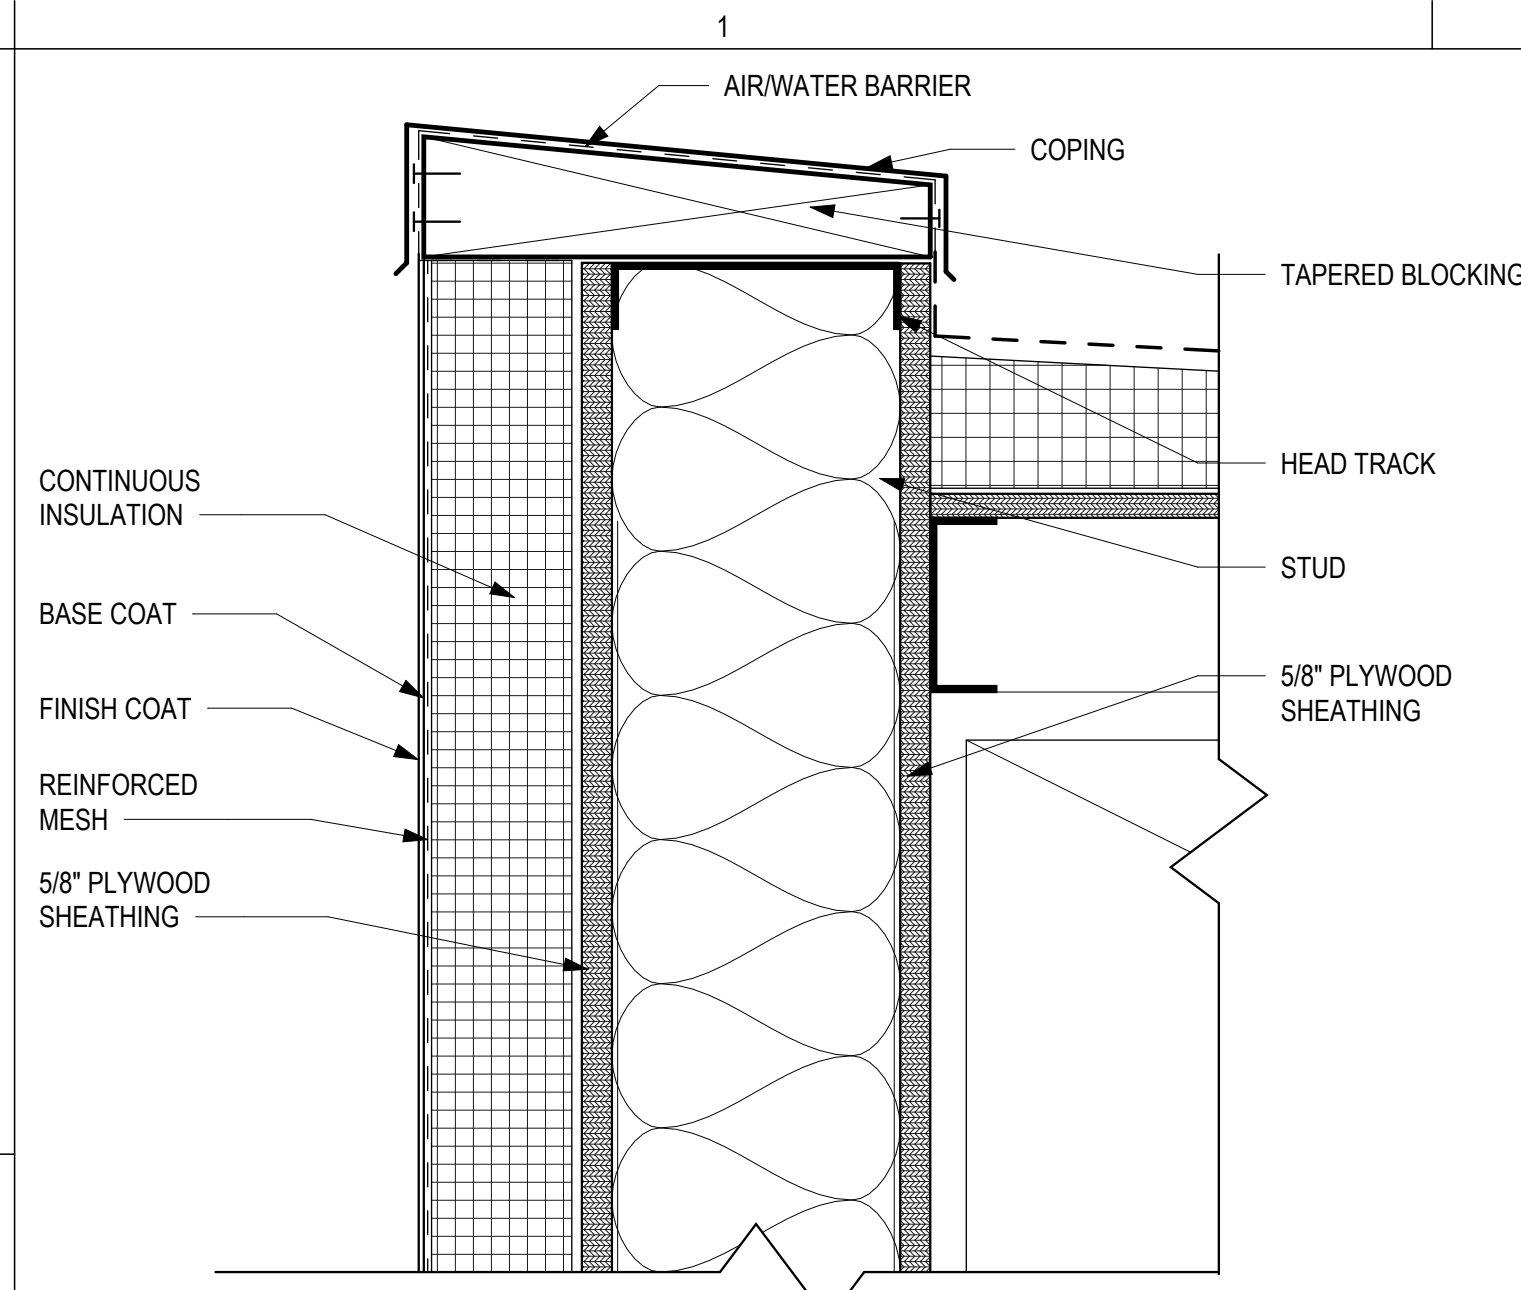 1
AIR/WATER BARRIER
COPING
TAPERED BLOCKING
CONTINUOUS
INSULATION
HEAD TRACK
STUD
BASE COAT
5/8" PLYWOOD
SHEATHING
FINISH COAT
REINFORCED
MESH
5/8" PLYWOOD
SHEATHING